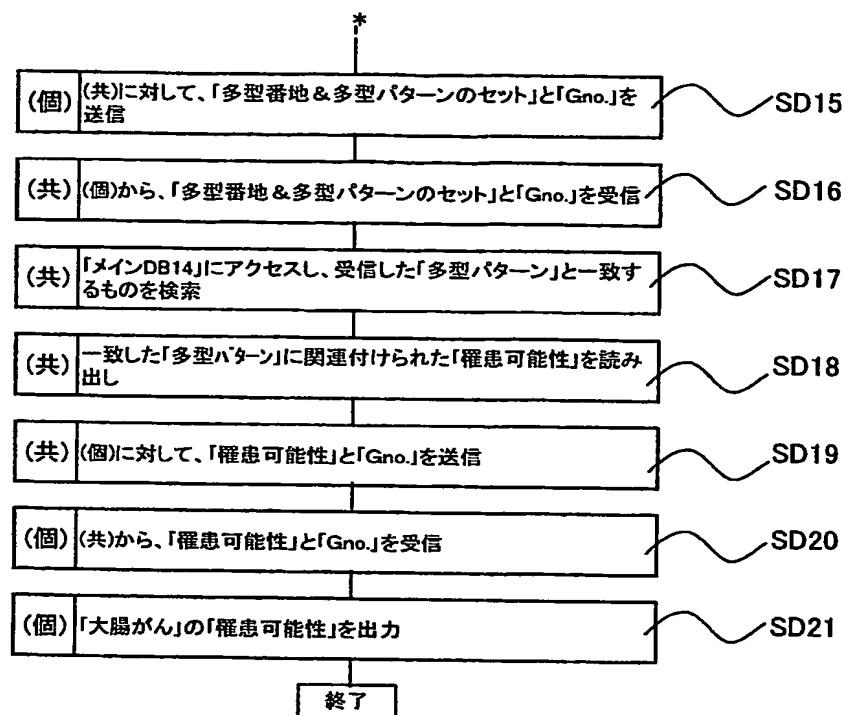 *
(個) (共)に対して、「多型番地&多型パターンのセット」と「Gno.」を
送信
SD15
(共) (個)から、「多型番地&多型パターンのセット」と「Gno.」を受信
SD16
(共) 「メインDB14」にアクセスし、受信した「多型パターン」と一致す
るものを検索
SD17
(共) 一致した「多型パターン」に関連付けられた「罹患可能性」を読み
出し
SD18
(共) (個)に対して、「罹患可能性」と「Gno.」を送信
SD19
(個) (共)から、「罹患可能性」と「Gno.」を受信
SD20
(個) 「大腸がん」の「罹患可能性」を出力
SD21
終了